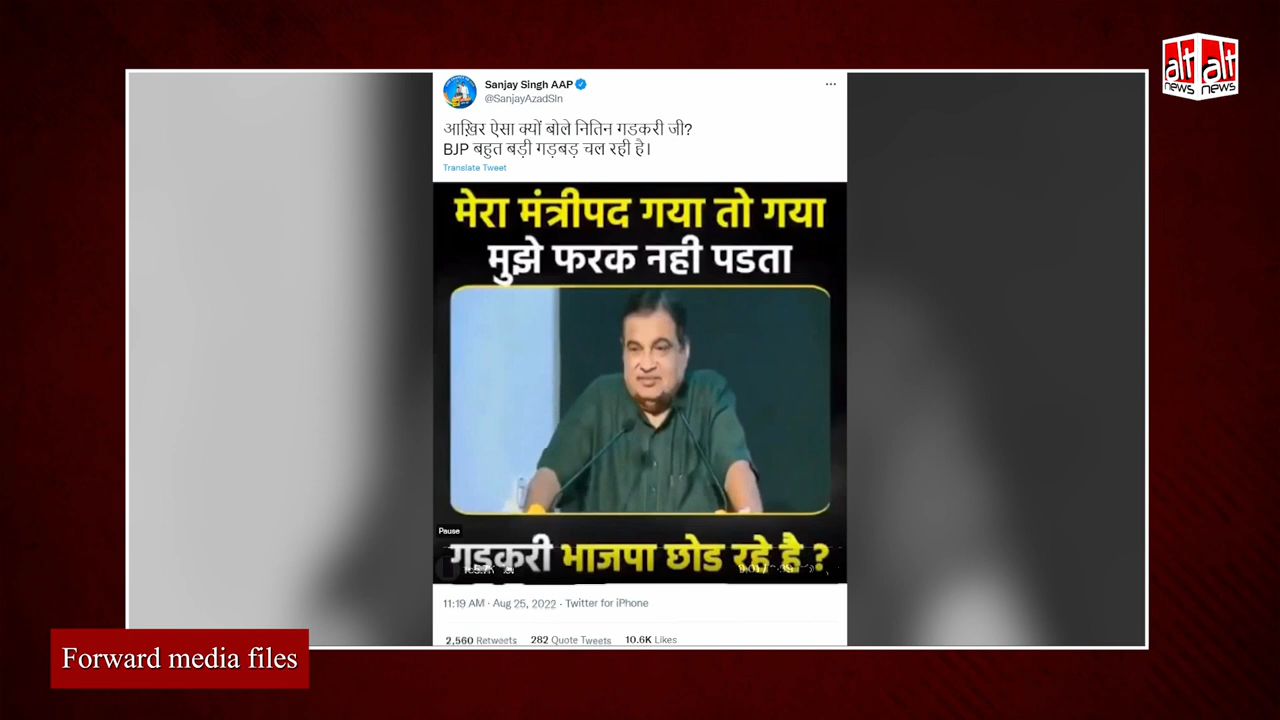 alt alt
news news
Sanjay Singh AAP
@SanjayAzadSln
...
आख़िर ऐसा क्यों बोले नितिन गडकरी जी?
BJP बहुत बड़ी गड़बड़ चल रही है।
Translate Tweet
मेरा मंत्रीपद गया तो गया
मुझे फरक नही पडता
Pause
गडकरी भाजपा छोड रहे है ?
11:19 AM · Aug 25, 2022 · Twitter for iPhone
2,560 Retweets 282 Quote Tweets 10.6K Likes
Forward media files